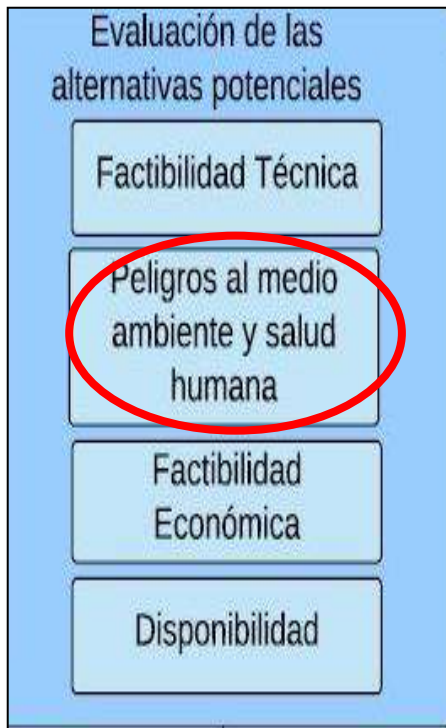 Evaluación de las
alternativas potenciales
Factibilidad Técnica
Peligros al medio
ambiente y salud
humana
Factibilidad
Económica
Disponibilidad